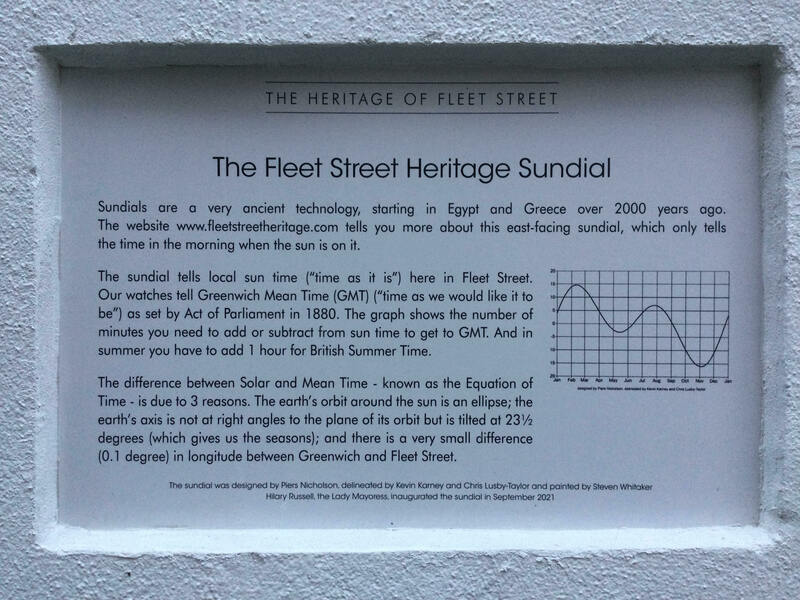 THE HERITAGE OF FLEET STREET
The Fleet Street Heritage Sundial
Sundials are a very ancient technology, starting in Egypt and Greece over 2000 years ago.
The website www.fleetstreetheritage.com tells you more about this east-facing sundial, which only tells
the time in the morning when the sun is on it.
The sundial tells local sun time ("time as it is") here in Fleet Street.
Our watches tell Greenwich Mean Time (GMT) ("time as we would like it to
be") as set by Act of Parliament in 1880. The graph shows the number of
minutes you need to add or subtract from sun time to get to GMT. And in
summer you have to add 1 hour for British Summer Time.
20
15
10
5
0
5
10
15
20
Jan Feb Mar Apr May Jun Jul Aug Sep Oct Nov Dec Jan
designed by Piers Nicholson, delineated by Kevin Karney and Chris Lusby-Taylor
The difference between Solar and Mean Time - known as the Equation of
Time - is due to 3 reasons. The earth's orbit around the sun is an ellipse; the
earth's axis is not at right angles to the plane of its orbit but is tilted at 23½
degrees (which gives us the seasons); and there is a very small difference
(0.1 degree) in longitude between Greenwich and Fleet Street.
The sundial was designed by Piers Nicholson, delineated by Kevin Karney and Chris Lusby-Taylor and painted by Steven Whitaker
Hilary Russell, the Lady Mayoress, inaugurated the sundial in September 2021